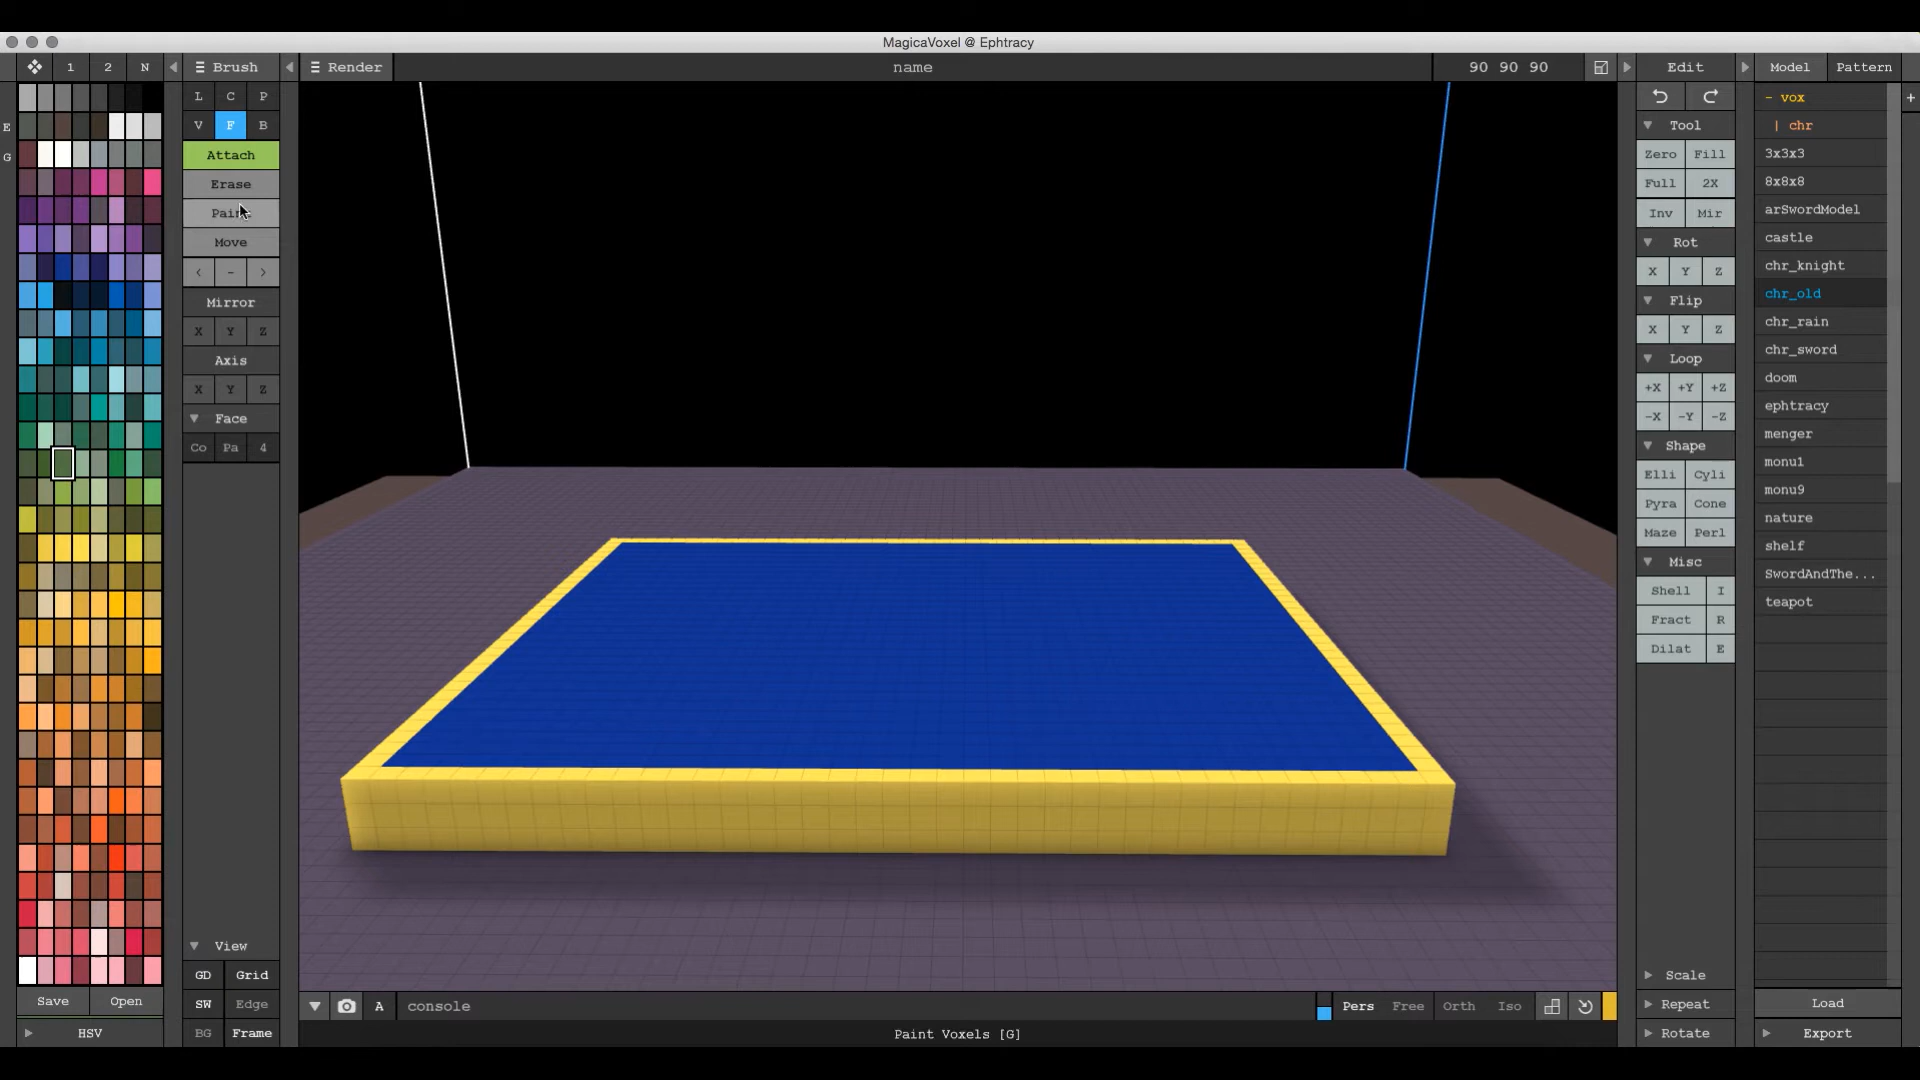 MagicaVoxel @ Ephtracy
1 2 N
Brush
Render
name
90 90 90
Edit
Model Pattern
E
G
L C P
V F B
Attach
Erase
Move
< - >
Mirror
X Y Z
Axis
X Y Z
Face
Co Pa 4
View
GD Grid
SW Edge
BG Frame
Save Open
HSV
A console
Pers Free Orth Iso
Paint Voxels [G]
Tool
Zero Fill
Full 2X
Inv Mir
Rot
X Y Z
Flip
X Y Z
Loop
+X +Y +Z
-X -Y -Z
Shape
Elli Cyli
Pyra Cone
Maze Perl
Misc
Shell I
Fract R
Dilat E
Scale
Repeat
Rotate
- vox
| chr
3x3x3
8x8x8
arSwordModel
castle
chr_knight
chr_old
chr_rain
chr_sword
doom
ephtracy
menger
monu1
monu9
nature
shelf
SwordAndThe...
teapot
Load
Export
+